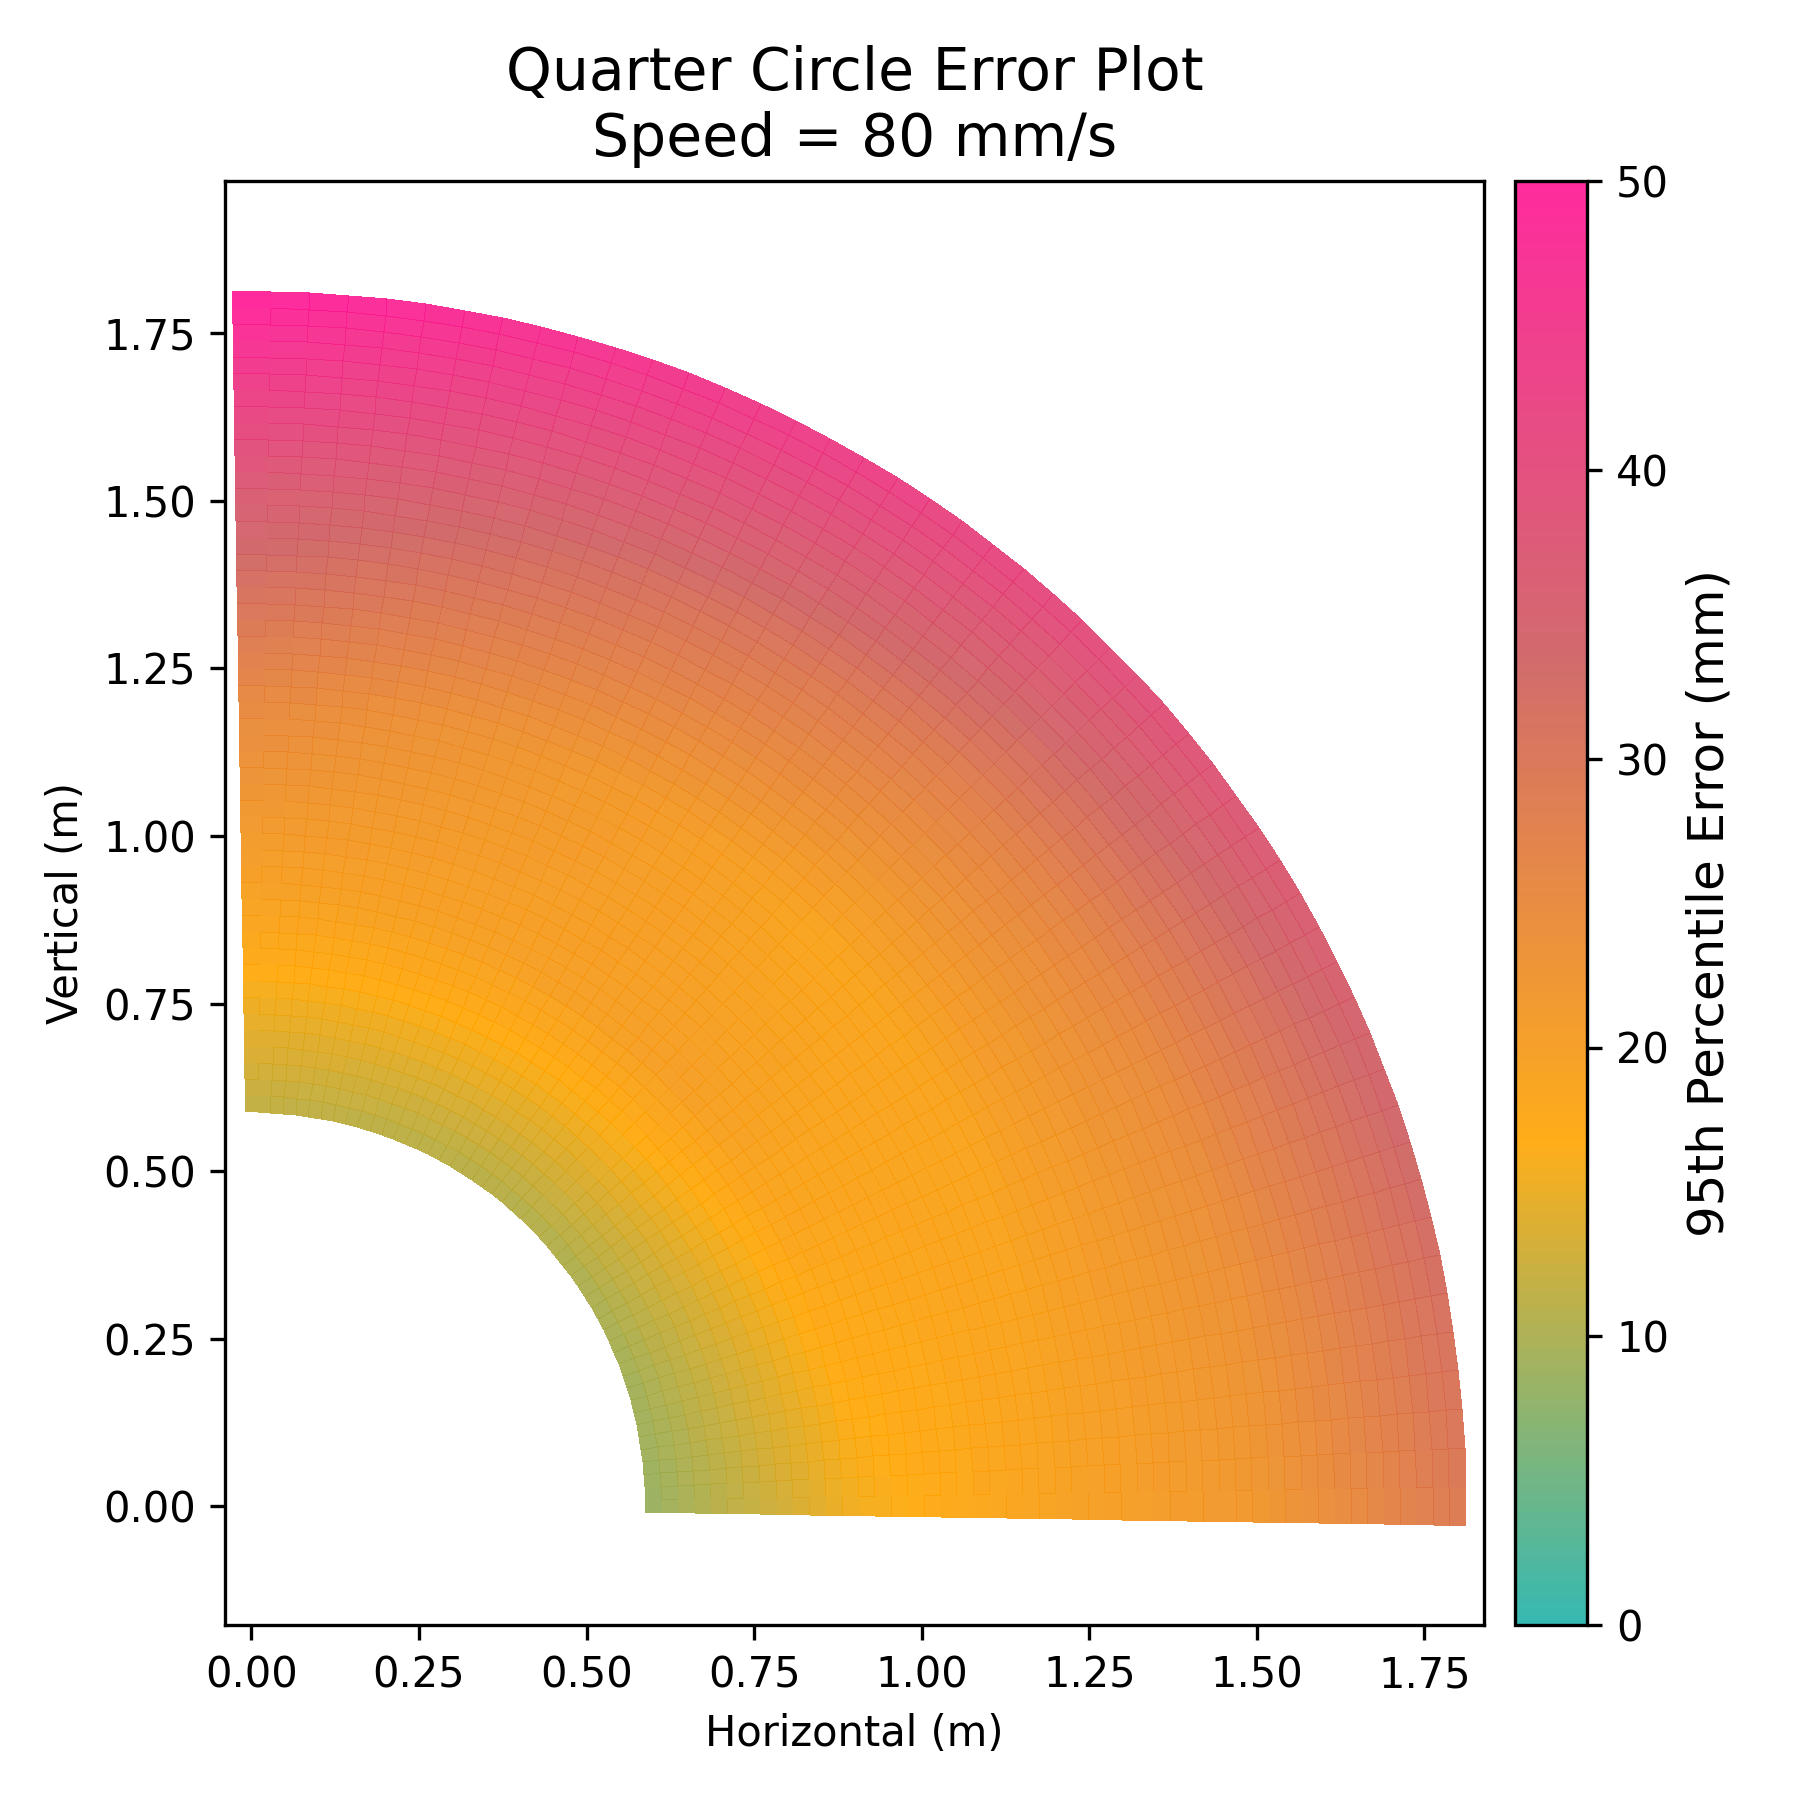 Quarter Circle Error Plot
Speed = 80 mm/s
Vertical (m)
1.75
1.50
1.25
1.00
0.75
0.50
0.25
0.00
0.00 0.25 0.50 0.75 1.00 1.25 1.50 1.75
Horizontal (m)
50
40
30
20
10
0
95th Percentile Error (mm)